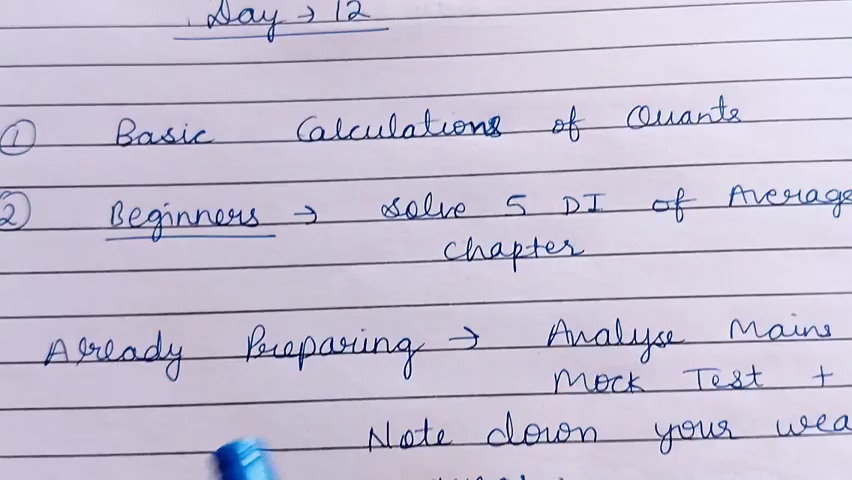 Day → 12
① Basic Calculations of Quants
② Beginners → Solve 5 DI of Average
Chapter
Already Preparing → Analyse Mains
Mock Test +
Note down your